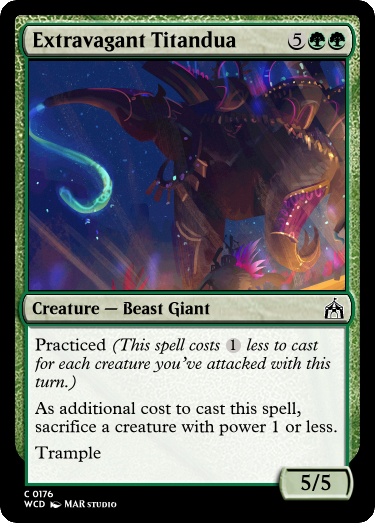 Extravagant Titandua 5
Creature — Beast Giant
Practiced (This spell costs 1 less to cast
for each creature you've attacked with this
turn.)
As additional cost to cast this spell,
sacrifice a creature with power 1 or less.
Trample
5/5
C 0176
WCD MAR STUDIO